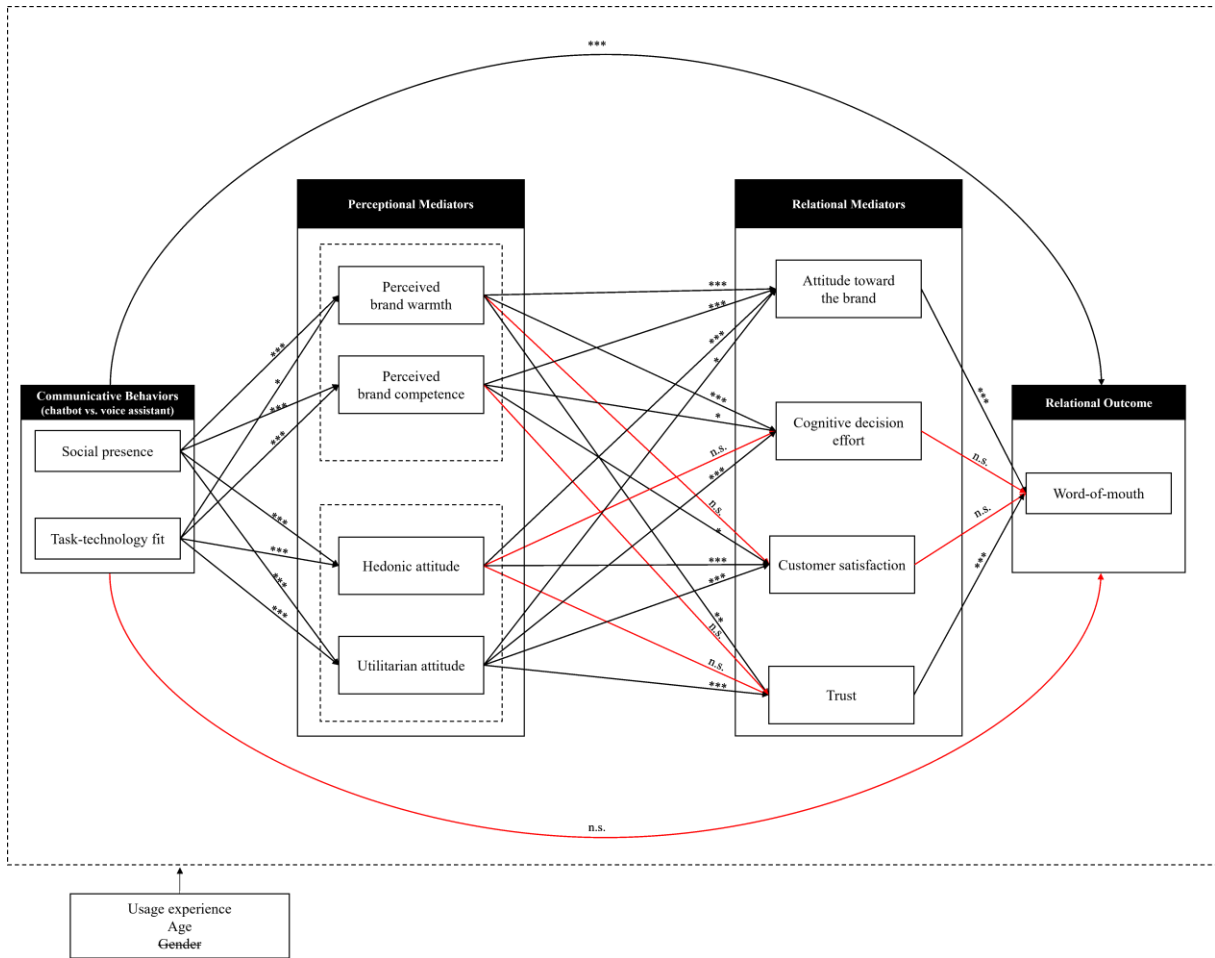 ***
Perceptional Mediators
Relational Mediators
Perceived
brand warmth
Attitude toward
the brand
***
***
***
***
*
*
Perceived
brand competence
Communicative Behaviors
(chatbot vs. voice assistant)
Relational Outcome
***
***
***
*
Cognitive decision
effort
***
Social presence
n.s.
n.s.
***
Word-of-mouth
n.s.
n.s.
***
*
Task-technology fit
***
Hedonic attitude
***
***
Customer satisfaction
***
***
***
**
n.s.
Utilitarian attitude
n.s.
***
Trust
n.s.
Usage experience
Age
Gender